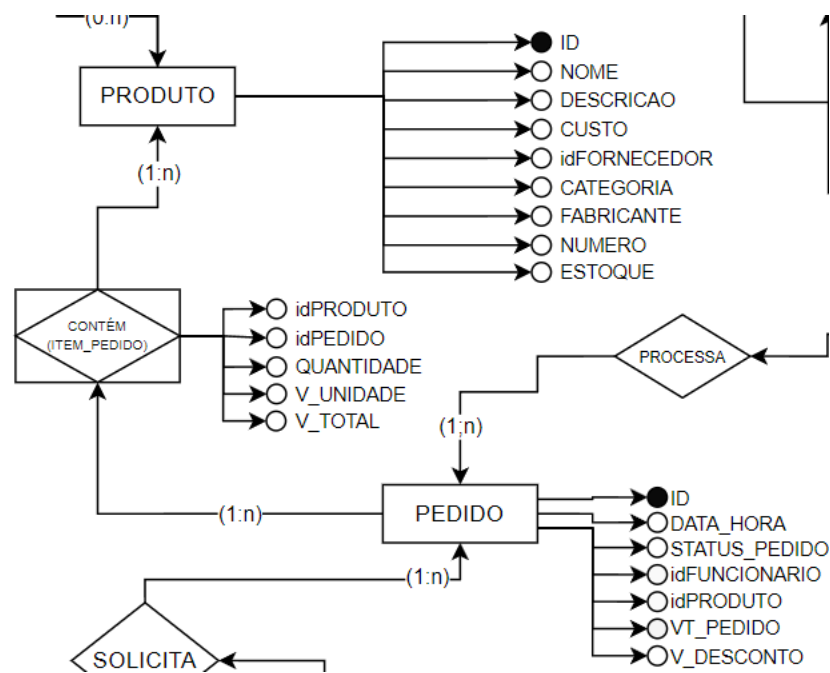 (0:n)
PRODUTO
ID
NOME
DESCRICAO
CUSTO
idFORNECEDOR
CATEGORIA
FABRICANTE
NUMERO
ESTOQUE
(1:n)
CONTÉM
(ITEM_PEDIDO)
idPRODUTO
idPEDIDO
QUANTIDADE
V_UNIDADE
V_TOTAL
PROCESSA
(1;n)
(1:n)
PEDIDO
ID
DATA_HORA
STATUS_PEDIDO
idFUNCIONARIO
idPRODUTO
VT_PEDIDO
V_DESCONTO
(1:n)
SOLICITA